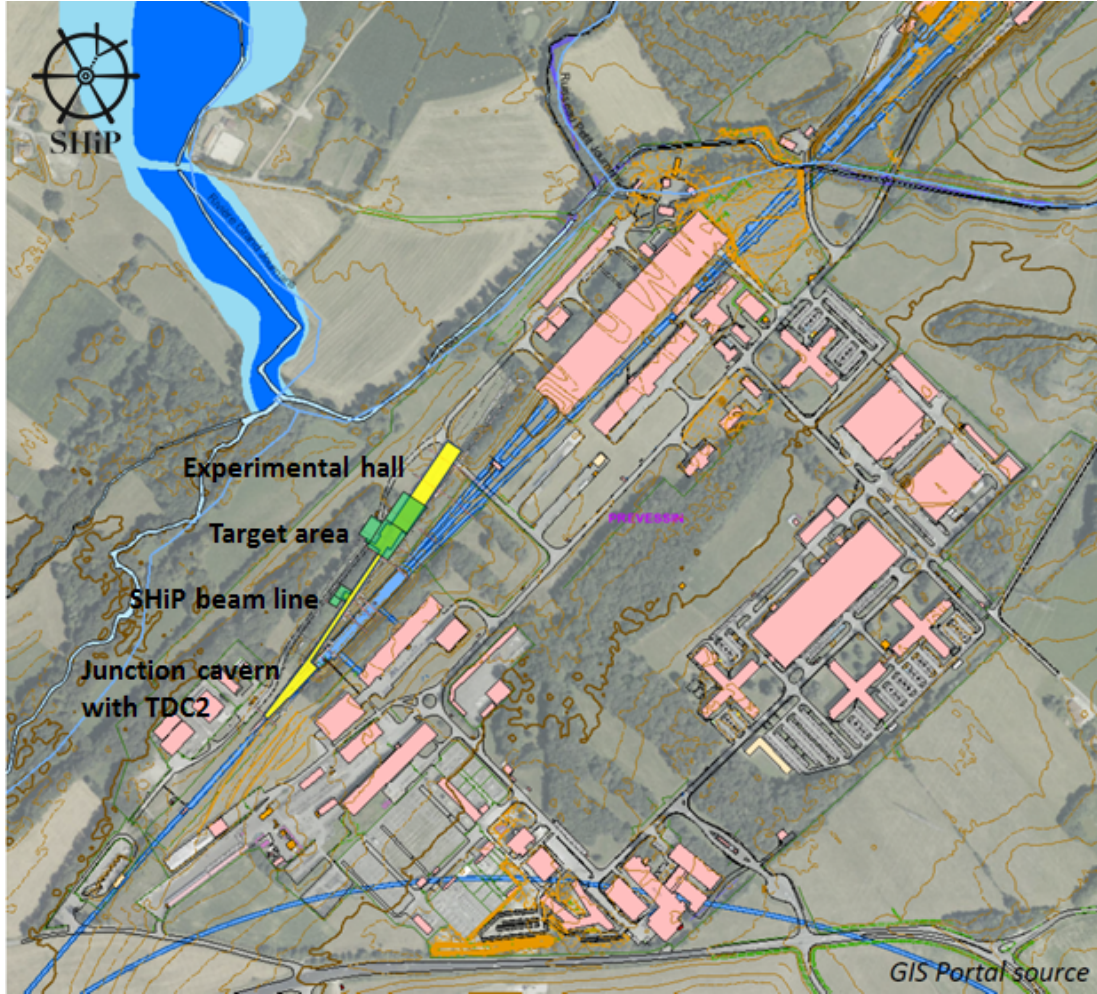 SHiP
Experimental hall
Target area
SHiP beam line
Junction cavern
with TDC2
PREVESSIN
GIS Portal source